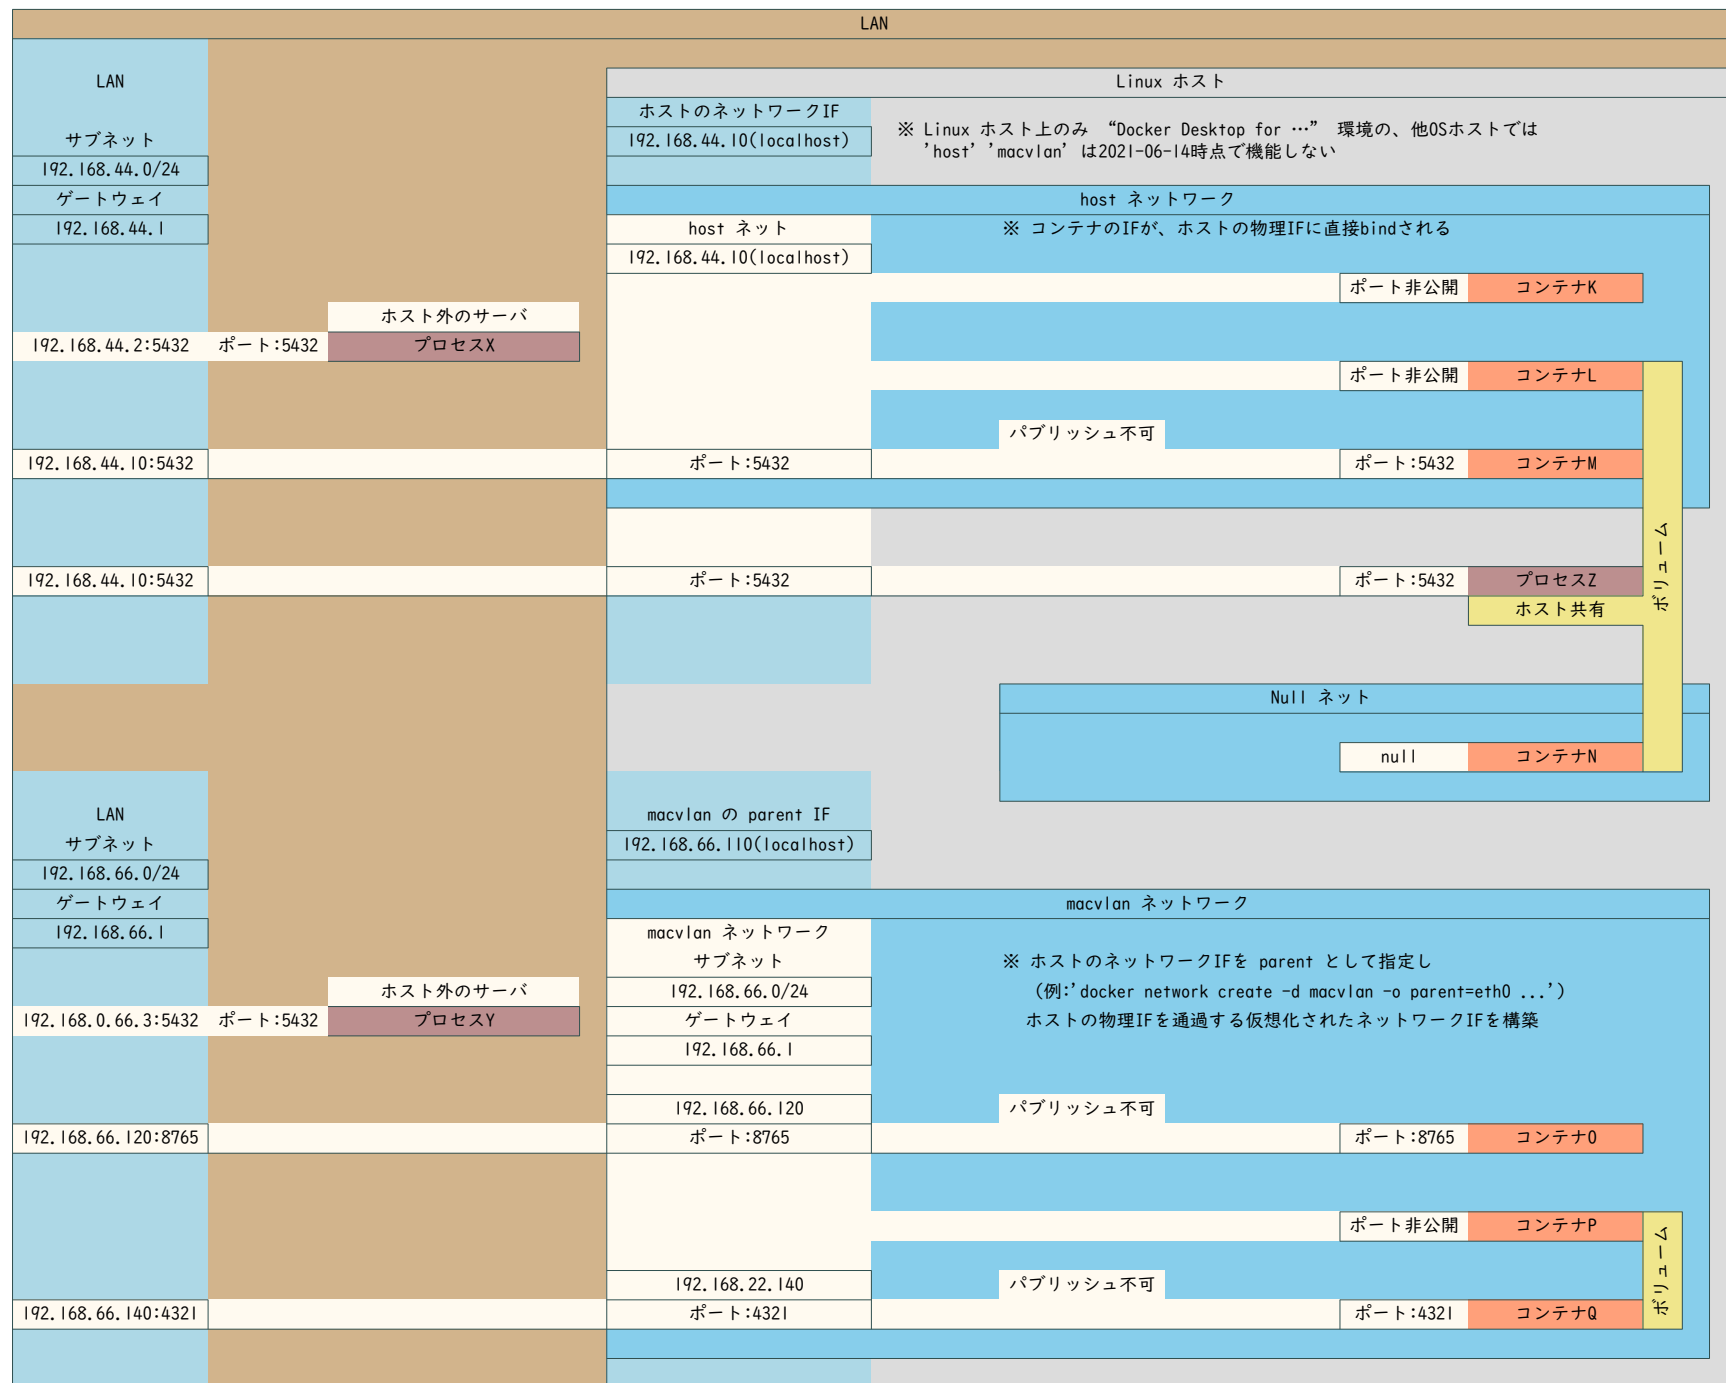 LAN
LAN
Linux ホスト
ホストのネットワークIF
※ Linux ホスト上のみ “Docker Desktop for …” 環境の、他OSホストでは
サブネット
192.168.44.10(localhost)
'host' 'macvlan' は2021-06-14時点で機能しない
192.168.44.0/24
ゲートウェイ
host ネットワーク
192.168.44.1
host ネット
※ コンテナのIFが、ホストの物理IFに直接bindされる
192.168.44.10(localhost)
ポート非公開
コンテナK
ホスト外のサーバ
192.168.44.2:5432
ポート:5432
プロセスX
ポート非公開
コンテナL
パブリッシュ不可
192.168.44.10:5432
ポート:5432
ポート:5432
コンテナM
ボリューム
192.168.44.10:5432
ポート:5432
ポート:5432
プロセスZ
ホスト共有
Null ネット
null
コンテナN
LAN
macvlan の parent IF
サブネット
192.168.66.110(localhost)
192.168.66.0/24
ゲートウェイ
macvlan ネットワーク
192.168.66.1
macvlan ネットワーク
サブネット
※ ホストのネットワークIFを parent として指定し
ホスト外のサーバ
192.168.66.0/24
(例:'docker network create -d macvlan -o parent=eth0 ...')
192.168.0.66.3:5432
ポート:5432
プロセスY
ゲートウェイ
ホストの物理IFを通過する仮想化されたネットワークIFを構築
192.168.66.1
192.168.66.120
パブリッシュ不可
192.168.66.120:8765
ポート:8765
ポート:8765
コンテナO
ポート非公開
コンテナP
ボリューム
192.168.22.140
パブリッシュ不可
192.168.66.140:4321
ポート:4321
ポート:4321
コンテナQ